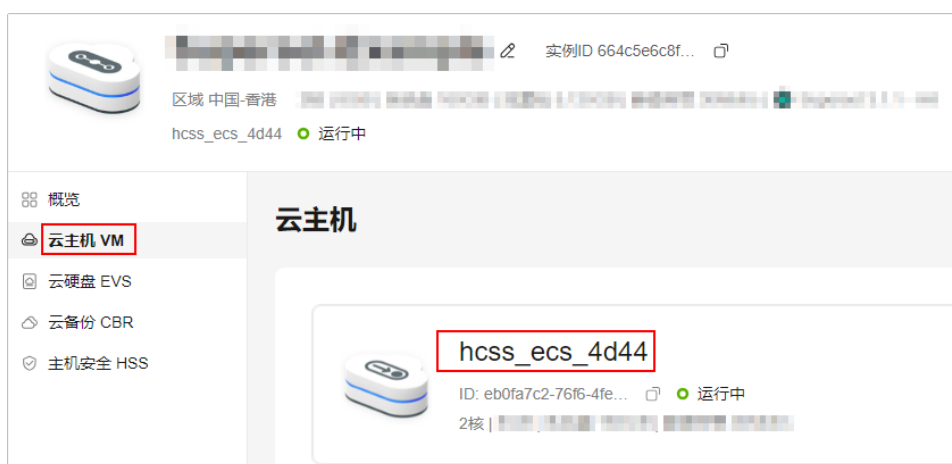 实例ID 664c5e6c8f...
区域 中国-香港
hcss_ecs_4d44 运行中
概览
云主机 VM
云硬盘 EVS
云备份 CBR
主机安全 HSS
云主机
hcss_ecs_4d44
ID: eb0fa7c2-76f6-4fe... 运行中
2核 |